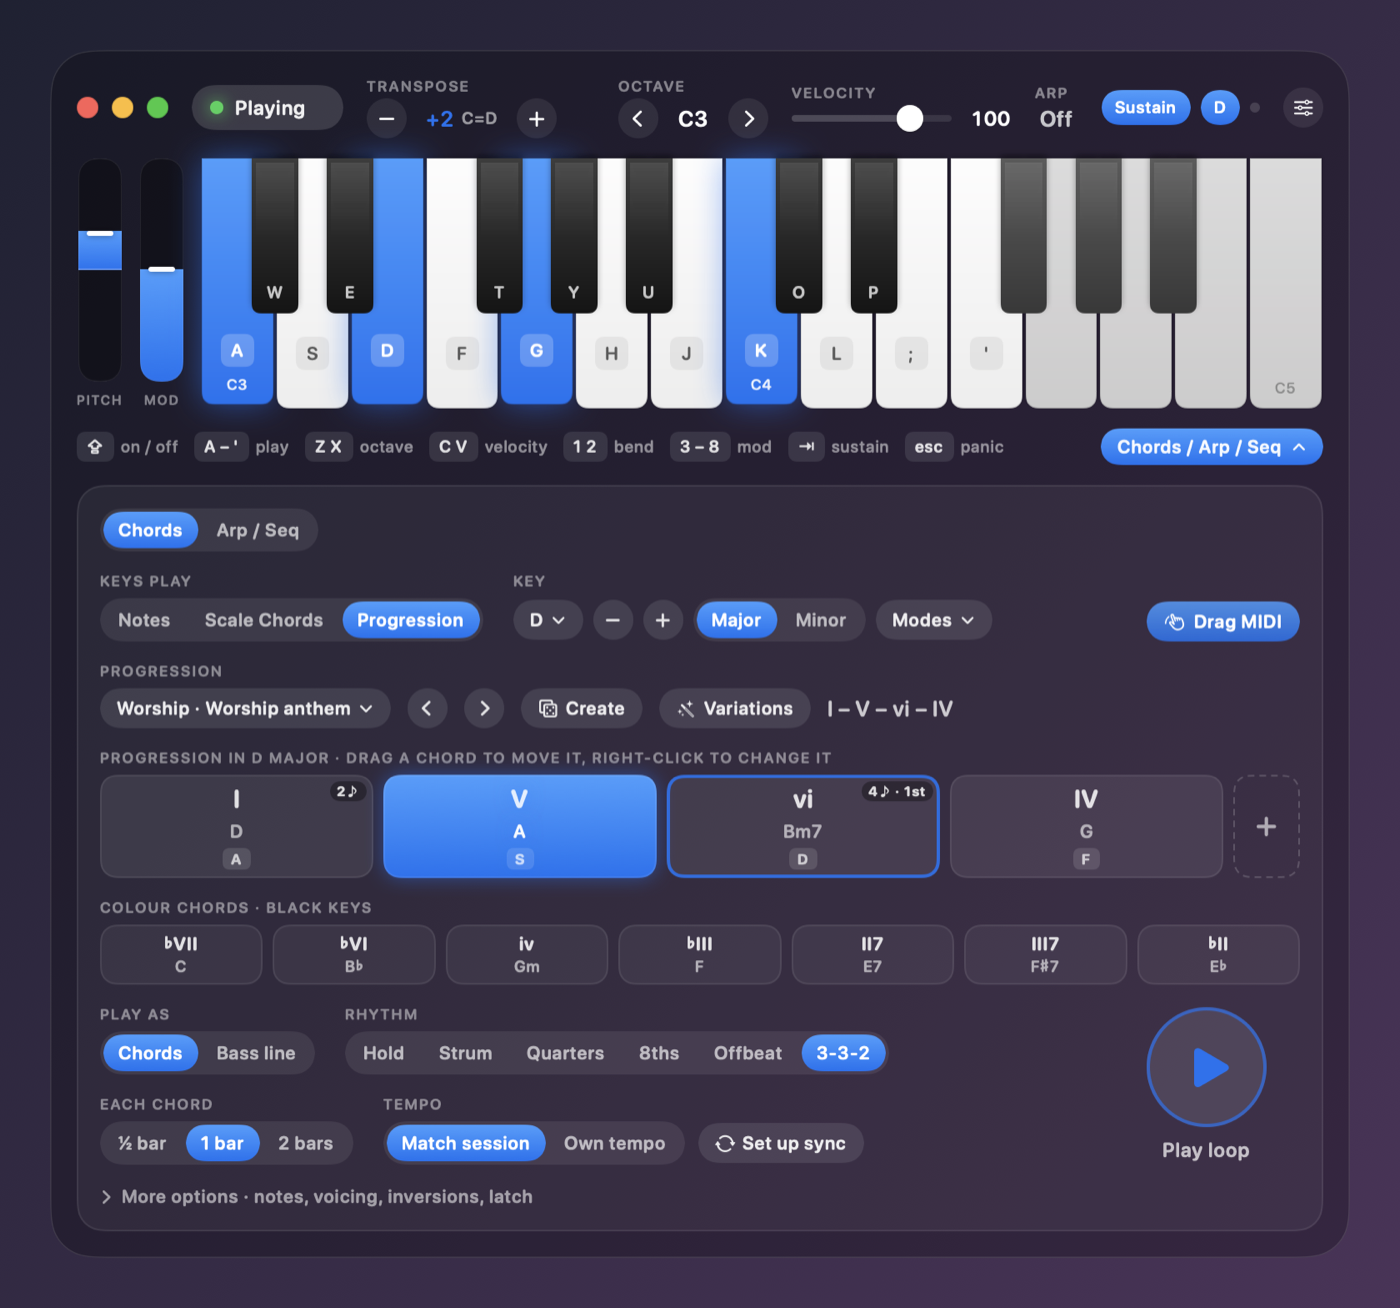 TRANSPOSE OCTAVE VELOCITY ARP
Playing − +2 C=D + C3 100 Off Sustain D
W E T Y U O P
A S D F G H J K L ; '
C3 C4 C5
PITCH MOD
on / off A – ' play Z X octave C V velocity 1 2 bend 3 – 8 mod ⇥ sustain esc panic Chords / Arp / Seq
Chords Arp / Seq
KEYS PLAY KEY
Notes Scale Chords Progression D − + Major Minor Modes Drag MIDI
PROGRESSION
Worship · Worship anthem Create Variations I – V – vi – IV
PROGRESSION IN D MAJOR · DRAG A CHORD TO MOVE IT, RIGHT-CLICK TO CHANGE IT
I 2♪ V vi 4♪ · 1st IV
D A Bm7 G +
A S D F
COLOUR CHORDS · BLACK KEYS
♭VII ♭VI iv ♭III II7 III7 ♭II
C B♭ Gm F E7 F♯7 E♭
PLAY AS RHYTHM
Chords Bass line Hold Strum Quarters 8ths Offbeat 3-3-2
EACH CHORD TEMPO
½ bar 1 bar 2 bars Match session Own tempo Set up sync
Play loop
More options · notes, voicing, inversions, latch